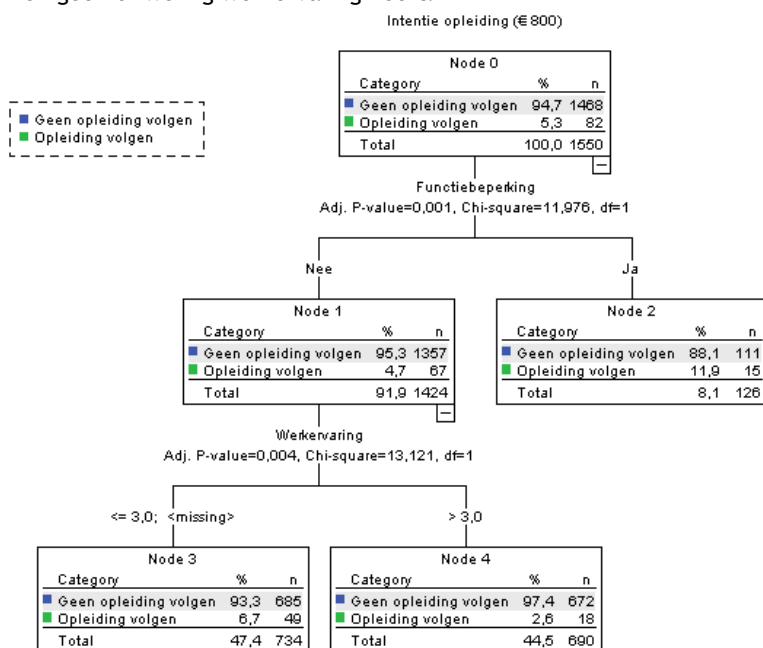 Intentie opleiding (€ 800)
Node 0
Category % n
Geen opleiding volgen 94,7 1468
Opleiding volgen 5,3 82
Total 100,0 1550
Geen opleiding volgen
Opleiding volgen
Functiebeperking
Adj. P-value=0,001, Chi-square=11,976, df=1
Nee
Ja
Node 1
Category % n
Geen opleiding volgen 95,3 1357
Opleiding volgen 4,7 67
Total 91,9 1424
Node 2
Category % n
Geen opleiding volgen 88,1 111
Opleiding volgen 11,9 15
Total 8,1 126
Werkervaring
Adj. P-value=0,004, Chi-square=13,121, df=1
<= 3,0; <missing>
> 3,0
Node 3
Category % n
Geen opleiding volgen 93,3 685
Opleiding volgen 6,7 49
Total 47,4 734
Node 4
Category % n
Geen opleiding volgen 97,4 672
Opleiding volgen 2,6 18
Total 44,5 690